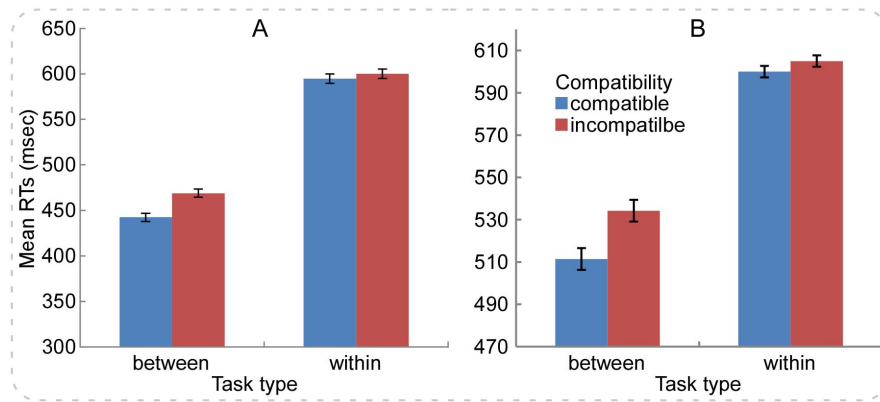 A
650
600
550
500
450
400
350
300
Mean RTs (msec)
between within
Task type
B
610
590
570
550
530
510
490
470
Compatibility
compatible
incompatilbe
between within
Task type